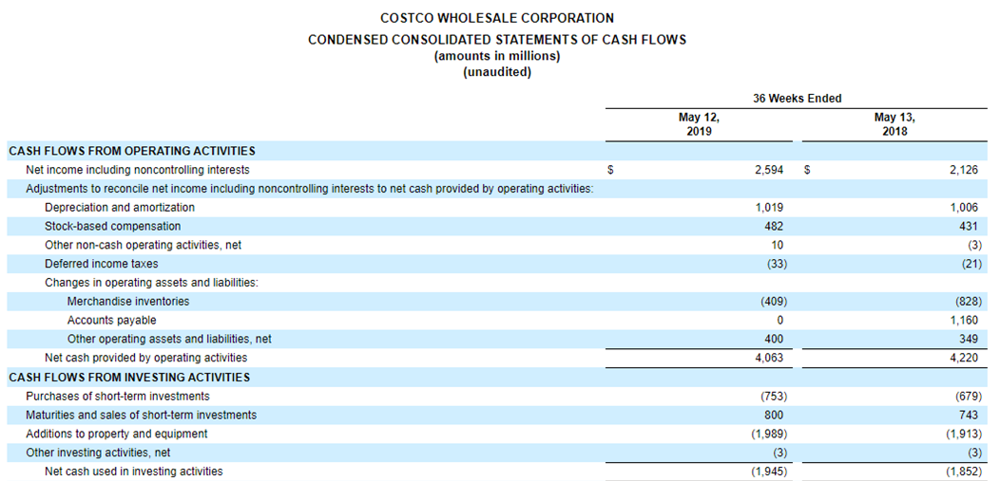 COSTCO WHOLESALE CORPORATION
CONDENSED CONSOLIDATED STATEMENTS OF CASH FLOWS
(amounts in millions)
(unaudited)
36 Weeks Ended
May 12, May 13,
2019 2018
CASH FLOWS FROM OPERATING ACTIVITIES
Net income including noncontrolling interests $ 2,594 $ 2,126
Adjustments to reconcile net income including noncontrolling interests to net cash provided by operating activities:
Depreciation and amortization 1,019 1,006
Stock-based compensation 482 431
Other non-cash operating activities, net 10 (3)
Deferred income taxes (33) (21)
Changes in operating assets and liabilities:
Merchandise inventories (409) (828)
Accounts payable 0 1,160
Other operating assets and liabilities, net 400 349
Net cash provided by operating activities 4,063 4,220
CASH FLOWS FROM INVESTING ACTIVITIES
Purchases of short-term investments (753) (679)
Maturities and sales of short-term investments 800 743
Additions to property and equipment (1,989) (1,913)
Other investing activities, net (3) (3)
Net cash used in investing activities (1,945) (1,852)